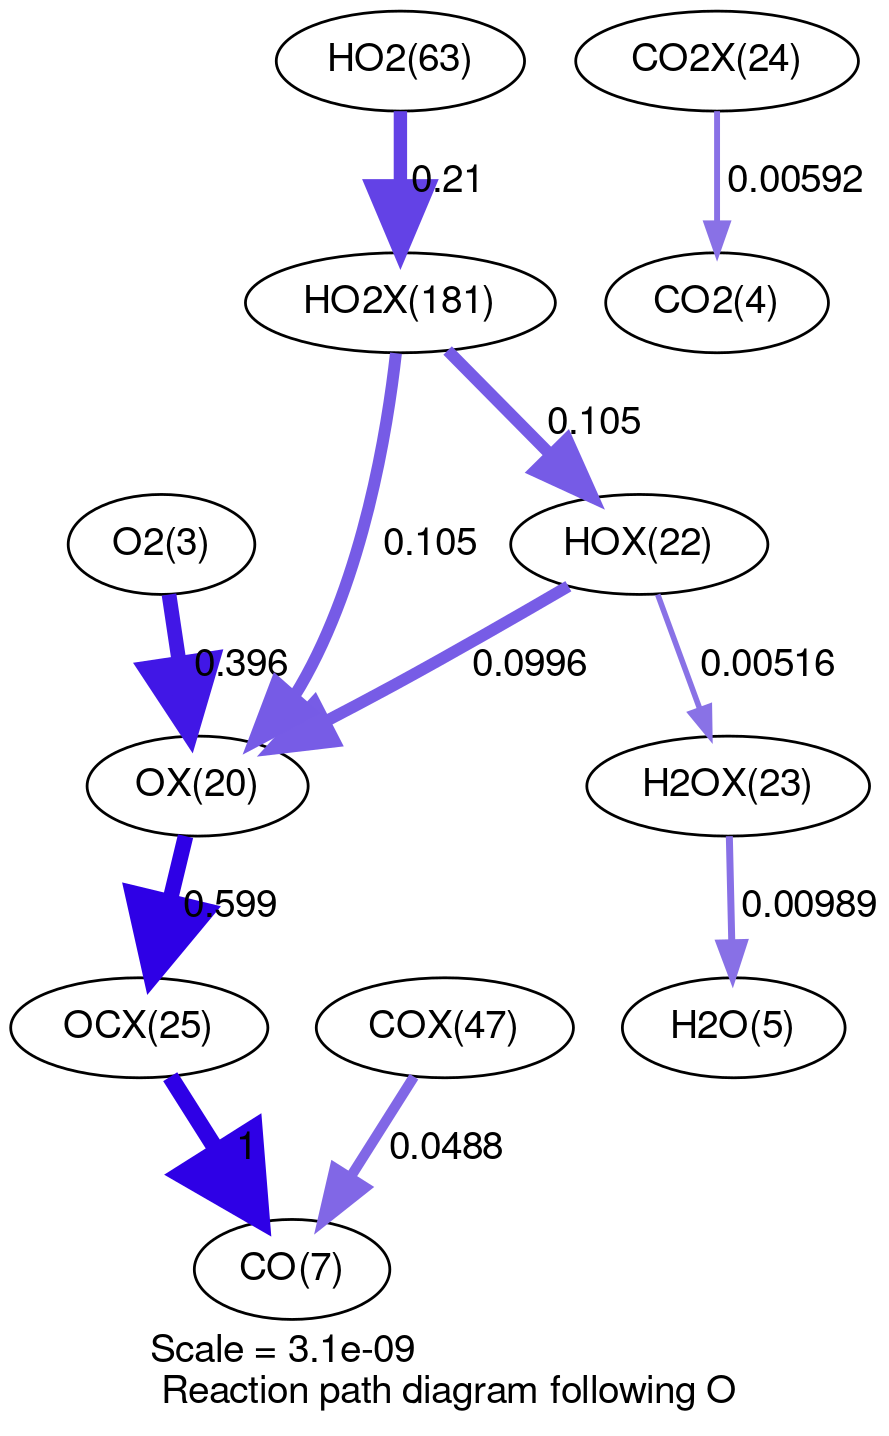 HO2(63)
CO2X(24)
0.21
0.00592
HO2X(181)
CO2(4)
0.105
O2(3)
0.105
HOX(22)
0.396
0.0996
0.00516
OX(20)
H2OX(23)
0.599
0.00989
OCX(25)
COX(47)
H2O(5)
1
0.0488
CO(7)
Scale = 3.1e-09
Reaction path diagram following O